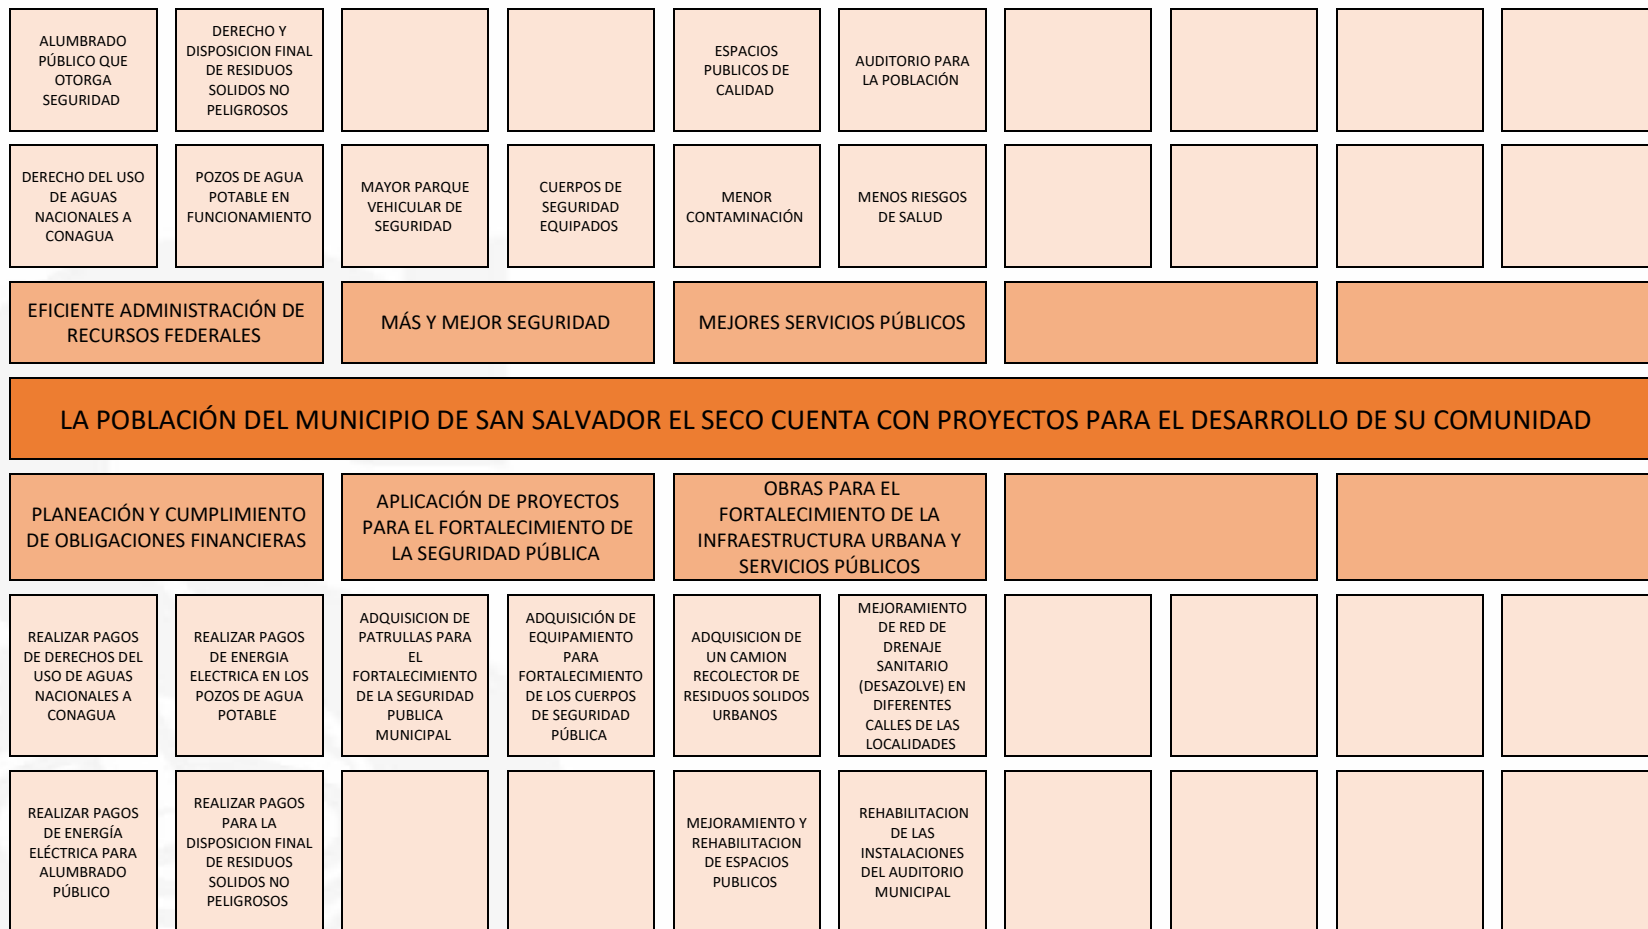 ALUMBRADO
PÚBLICO QUE
OTORGA
SEGURIDAD
DERECHO Y
DISPOSICION FINAL
DE RESIDUOS
SOLIDOS NO
PELIGROSOS
ESPACIOS
PUBLICOS DE
CALIDAD
AUDITORIO PARA
LA POBLACIÓN
DERECHO DEL USO
DE AGUAS
NACIONALES A
CONAGUA
POZOS DE AGUA
POTABLE EN
FUNCIONAMIENTO
MAYOR PARQUE
VEHICULAR DE
SEGURIDAD
CUERPOS DE
SEGURIDAD
EQUIPADOS
MENOR
CONTAMINACIÓN
MENOS RIESGOS
DE SALUD
EFICIENTE ADMINISTRACIÓN DE
RECURSOS FEDERALES
MÁS Y MEJOR SEGURIDAD
MEJORES SERVICIOS PÚBLICOS
LA POBLACIÓN DEL MUNICIPIO DE SAN SALVADOR EL SECO CUENTA CON PROYECTOS PARA EL DESARROLLO DE SU COMUNIDAD
PLANEACIÓN Y CUMPLIMIENTO
DE OBLIGACIONES FINANCIERAS
APLICACIÓN DE PROYECTOS
PARA EL FORTALECIMIENTO DE
LA SEGURIDAD PÚBLICA
OBRAS PARA EL
FORTALECIMIENTO DE LA
INFRAESTRUCTURA URBANA Y
SERVICIOS PÚBLICOS
REALIZAR PAGOS
DE DERECHOS DEL
USO DE AGUAS
NACIONALES A
CONAGUA
REALIZAR PAGOS
DE ENERGIA
ELECTRICA EN LOS
POZOS DE AGUA
POTABLE
ADQUISICION DE
PATRULLAS PARA
EL
FORTALECIMIENTO
DE LA SEGURIDAD
PUBLICA
MUNICIPAL
ADQUISICIÓN DE
EQUIPAMIENTO
PARA
FORTALECIMIENTO
DE LOS CUERPOS
DE SEGURIDAD
PÚBLICA
ADQUISICION DE
UN CAMION
RECOLECTOR DE
RESIDUOS SOLIDOS
URBANOS
MEJORAMIENTO
DE RED DE
DRENAJE
SANITARIO
(DESAZOLVE) EN
DIFERENTES
CALLES DE LAS
LOCALIDADES
REALIZAR PAGOS
DE ENERGÍA
ELÉCTRICA PARA
ALUMBRADO
PÚBLICO
REALIZAR PAGOS
PARA LA
DISPOSICION FINAL
DE RESIDUOS
SOLIDOS NO
PELIGROSOS
MEJORAMIENTO Y
REHABILITACION
DE ESPACIOS
PUBLICOS
REHABILITACION
DE LAS
INSTALACIONES
DEL AUDITORIO
MUNICIPAL